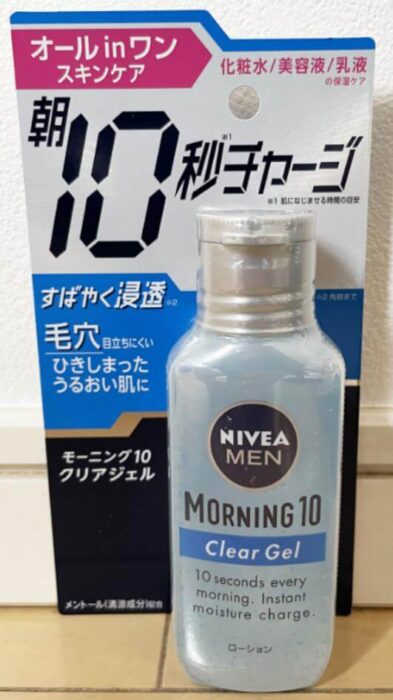 オールinワン
スキンケア
化粧水/美容液/乳液
の保湿ケア
朝10秒チャージ
※1
※1 肌になじませる時間の目安
すばやく浸透※2
※2 角層まで
毛穴目立ちにくい
ひきしまった
うるおい肌に
モーニング10
クリアジェル
メントール(清涼成分)配合
NIVEA
MEN
MORNING 10
Clear Gel
10 seconds every
morning. Instant
moisture charge.
ローション